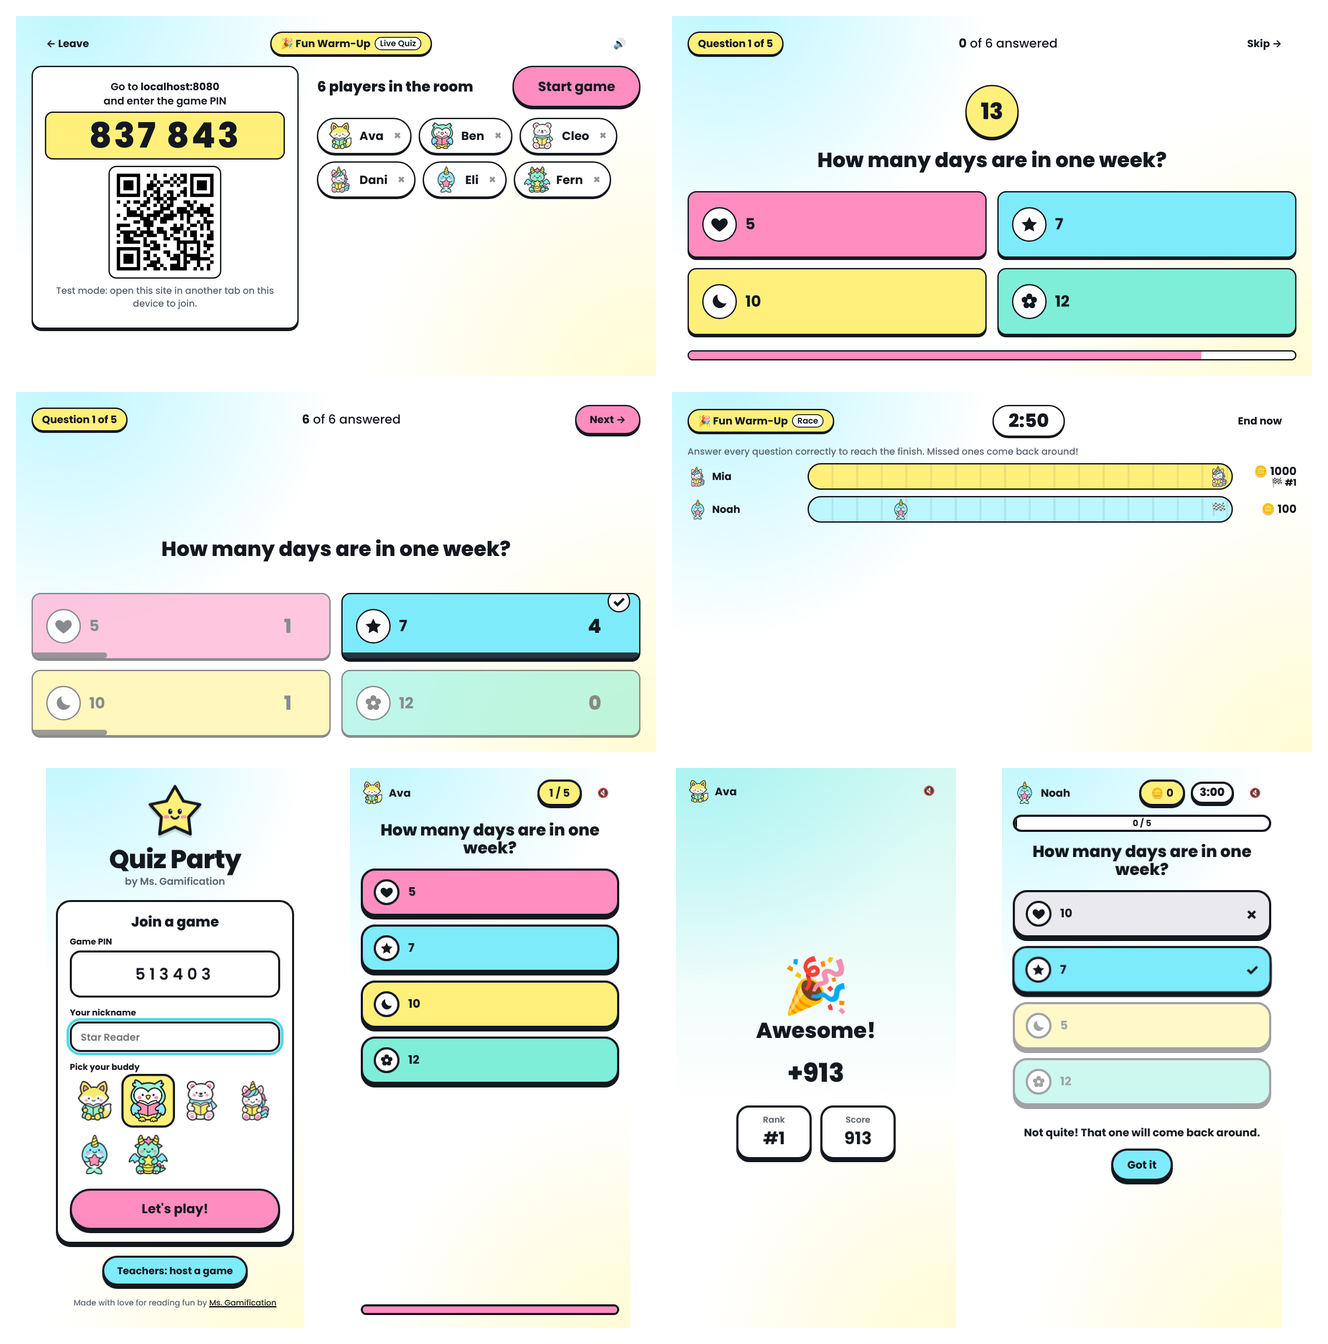 ← Leave
🎉 Fun Warm-Up Live Quiz
Go to localhost:8080
and enter the game PIN
837 843
Test mode: open this site in another tab on this
device to join.
6 players in the room
Start game
Ava ×
Ben ×
Cleo ×
Dani ×
Eli ×
Fern ×
Question 1 of 5
0 of 6 answered
Skip →
13
How many days are in one week?
5
7
10
12
Question 1 of 5
6 of 6 answered
Next →
How many days are in one week?
5 1
7 4
10 1
12 0
🎉 Fun Warm-Up Race
2:50
End now
Answer every question correctly to reach the finish. Missed ones come back around!
Mia
1000
#1
Noah
100
Quiz Party
by Ms. Gamification
Join a game
Game PIN
513403
Your nickname
Star Reader
Pick your buddy
Let's play!
Teachers: host a game
Made with love for reading fun by Ms. Gamification
Ava
1 / 5
How many days are in one
week?
5
7
10
12
Ava
Awesome!
+913
Rank
#1
Score
913
Noah
0
3:00
0 / 5
How many days are in one
week?
10
7
5
12
Not quite! That one will come back around.
Got it